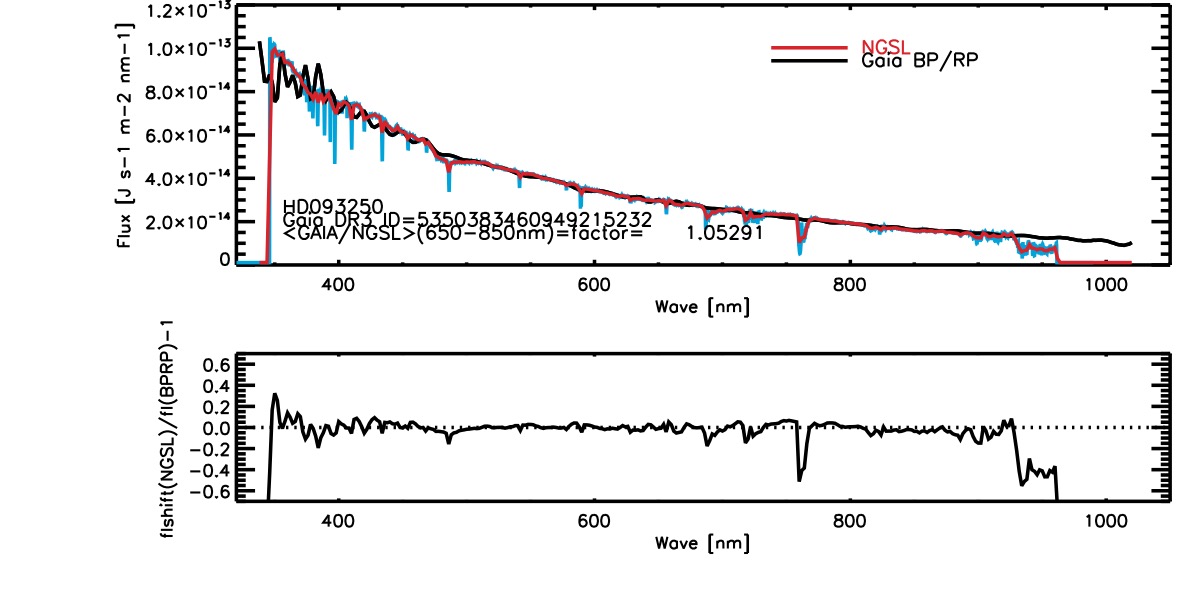 1.2×10−13
1.0×10−13
8.0×10−14
6.0×10−14
4.0×10−14
2.0×10−14
0
Flux [J s−1 m−2 nm−1]
NGSL
Gaia BP/RP
HD093250
Gaia DR3 ID=5350383460949215232
<GAIA/NGSL>(650−850nm)=factor= 1.05291
400 600 800 1000
Wave [nm]
0.6
0.4
0.2
0.0
−0.2
−0.4
−0.6
flshift(NGSL)/fl(BPRP)−1
400 600 800 1000
Wave [nm]